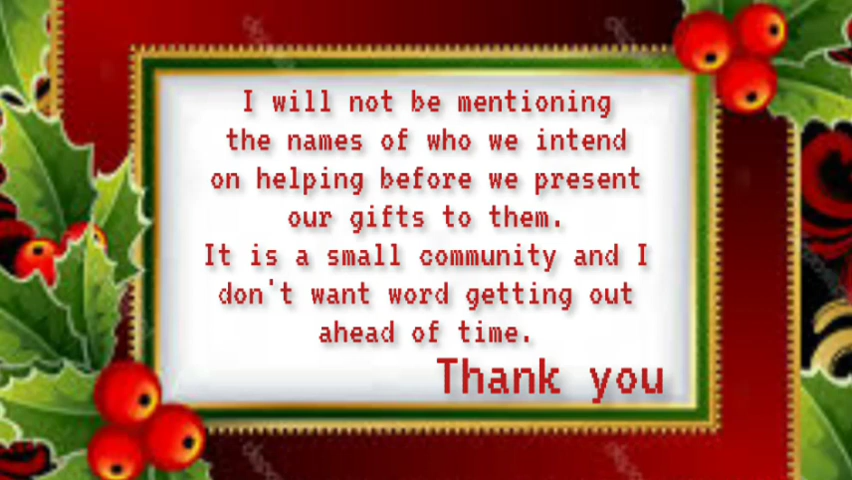 I will not be mentioning
the names of who we intend
on helping before we present
our gifts to them.
It is a small community and I
don't want word getting out
ahead of time.
Thank you